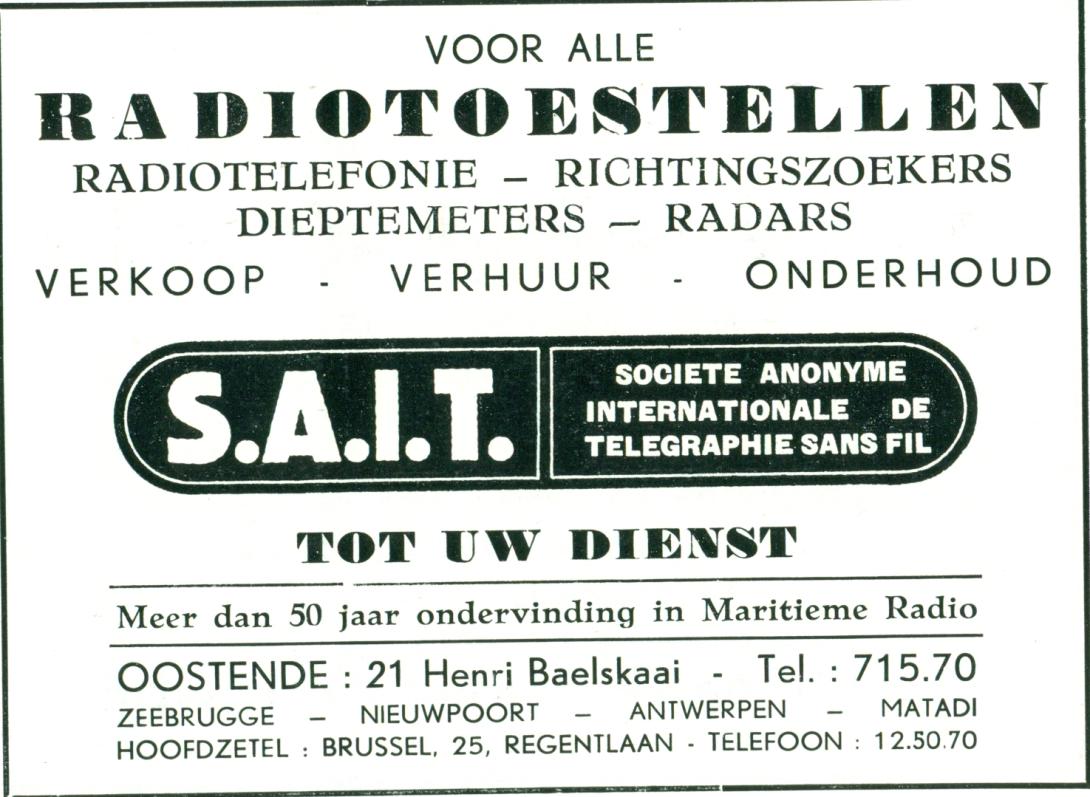 VOOR ALLE
RADIOTOESTELLEN
RADIOTELEFONIE – RICHTINGSZOEKERS
DIEPTEMETERS – RADARS
VERKOOP - VERHUUR - ONDERHOUD
S.A.I.T.
SOCIETE ANONYME
INTERNATIONALE DE
TELEGRAPHIE SANS FIL
TOT UW DIENST
Meer dan 50 jaar ondervinding in Maritieme Radio
OOSTENDE : 21 Henri Baelskaai - Tel. : 715.70
ZEEBRUGGE – NIEUWPOORT – ANTWERPEN – MATADI
HOOFDZETEL : BRUSSEL, 25, REGENTLAAN - TELEFOON : 12.50.70